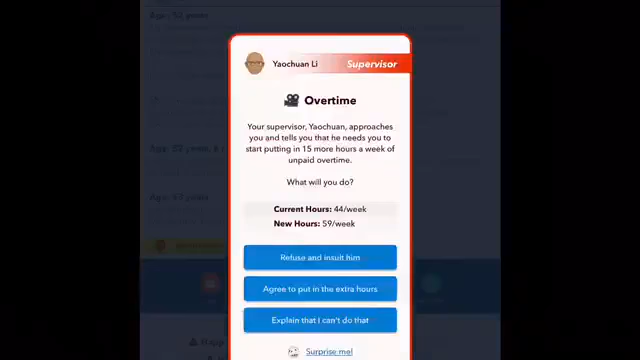 Age: 52 years
Yaochuan Li
Supervisor
Overtime
Your supervisor, Yaochuan, approaches
you and tells you that he needs you to
start putting in 15 more hours a week of
unpaid overtime.
What will you do?
Current Hours: 44/week
New Hours: 59/week
Refuse and insult him
Agree to put in the extra hours
Explain that I can't do that
Surprise me!